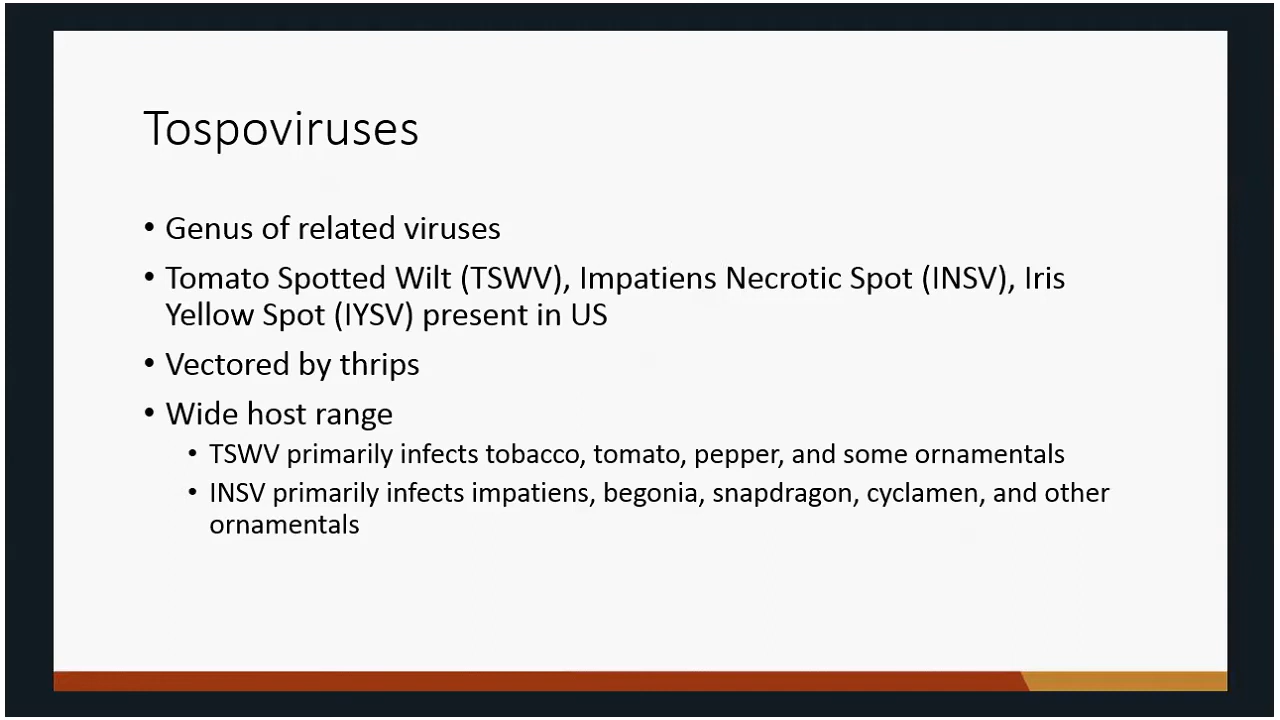 Tospoviruses
• Genus of related viruses
• Tomato Spotted Wilt (TSWV), Impatiens Necrotic Spot (INSV), Iris
Yellow Spot (IYSV) present in US
• Vectored by thrips
• Wide host range
• TSWV primarily infects tobacco, tomato, pepper, and some ornamentals
• INSV primarily infects impatiens, begonia, snapdragon, cyclamen, and other
ornamentals